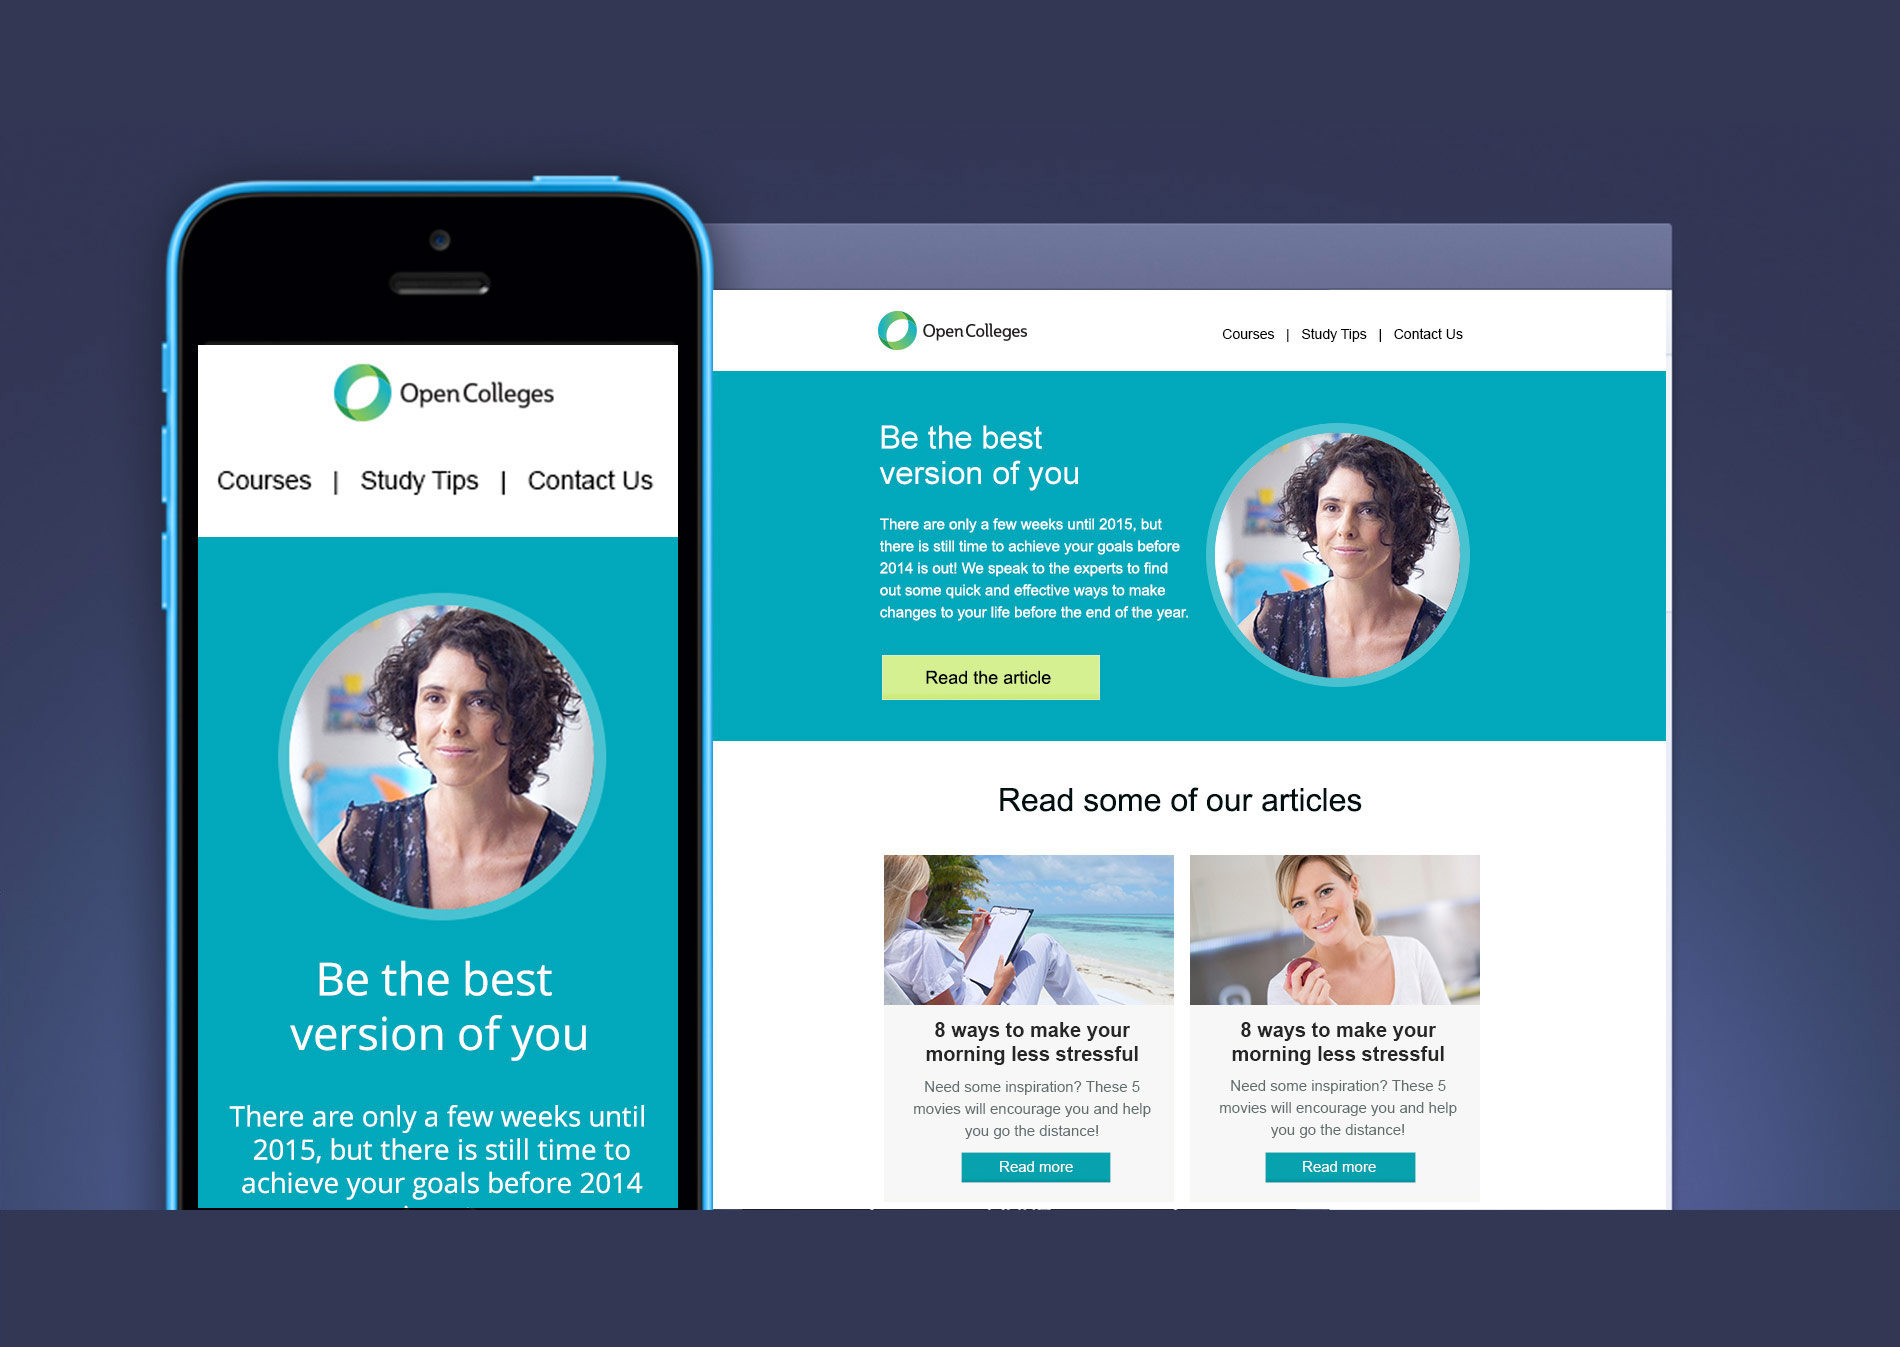 Open Colleges
Courses | Study Tips | Contact Us
Be the best
version of you
There are only a few weeks until
2015, but there is still time to
achieve your goals before 2014
Open Colleges
Courses | Study Tips | Contact Us
Be the best
version of you
There are only a few weeks until 2015, but
there is still time to achieve your goals before
2014 is out! We speak to the experts to find
out some quick and effective ways to make
changes to your life before the end of the year.
Read the article
Read some of our articles
8 ways to make your
morning less stressful
Need some inspiration? These 5
movies will encourage you and help
you go the distance!
Read more
8 ways to make your
morning less stressful
Need some inspiration? These 5
movies will encourage you and help
you go the distance!
Read more